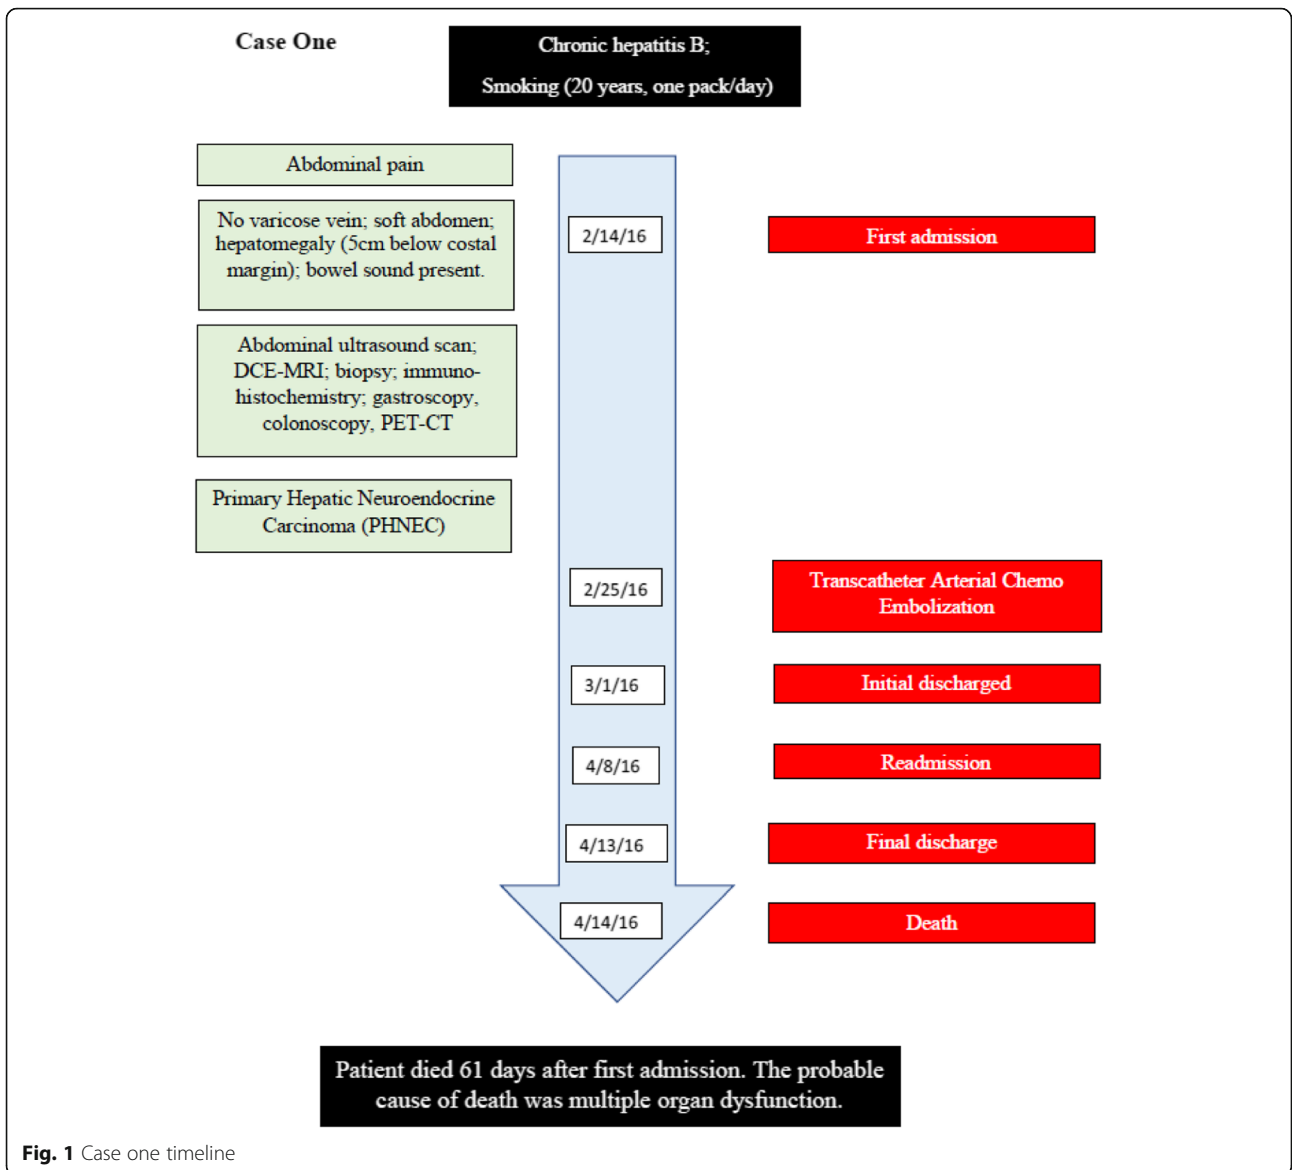 Case One
Chronic hepatitis B;
Smoking (20 years, one pack/day)
Abdominal pain
No varicose vein; soft abdomen;
hepatomegaly (5cm below costal
margin); bowel sound present.
2/14/16
First admission
Abdominal ultrasound scan;
DCE-MRI; biopsy; immuno-
histochemistry; gastroscopy,
colonoscopy, PET-CT
Primary Hepatic Neuroendocrine
Carcinoma (PHNEC)
2/25/16
Transcatheter Arterial Chemo
Embolization
3/1/16
Initial discharged
4/8/16
Readmission
4/13/16
Final discharge
4/14/16
Death
Patient died 61 days after first admission. The probable
cause of death was multiple organ dysfunction.
Fig. 1 Case one timeline